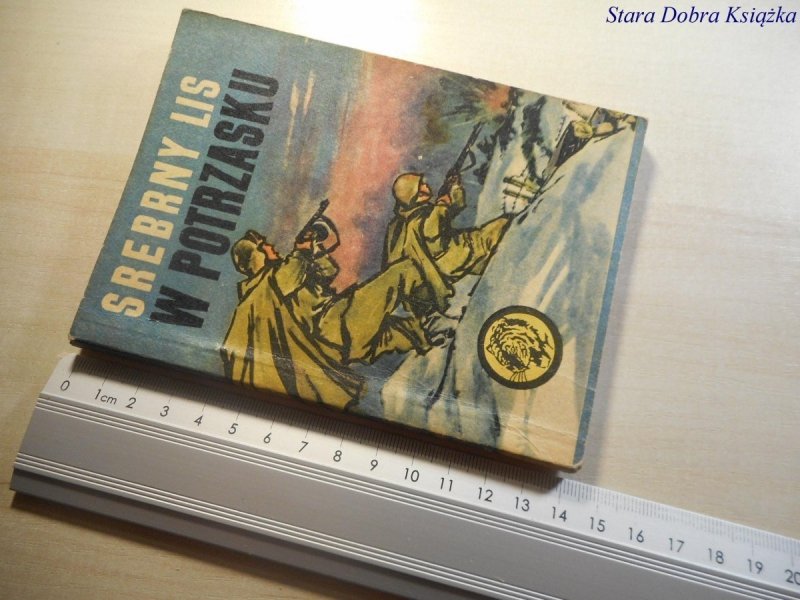 Stara Dobra Książka
SREBRNY LIS
W POTRZASKU
0 1cm 2 3 4 5 6 7 8 9 10 11 12 13 14 15 16 17 18 19 20